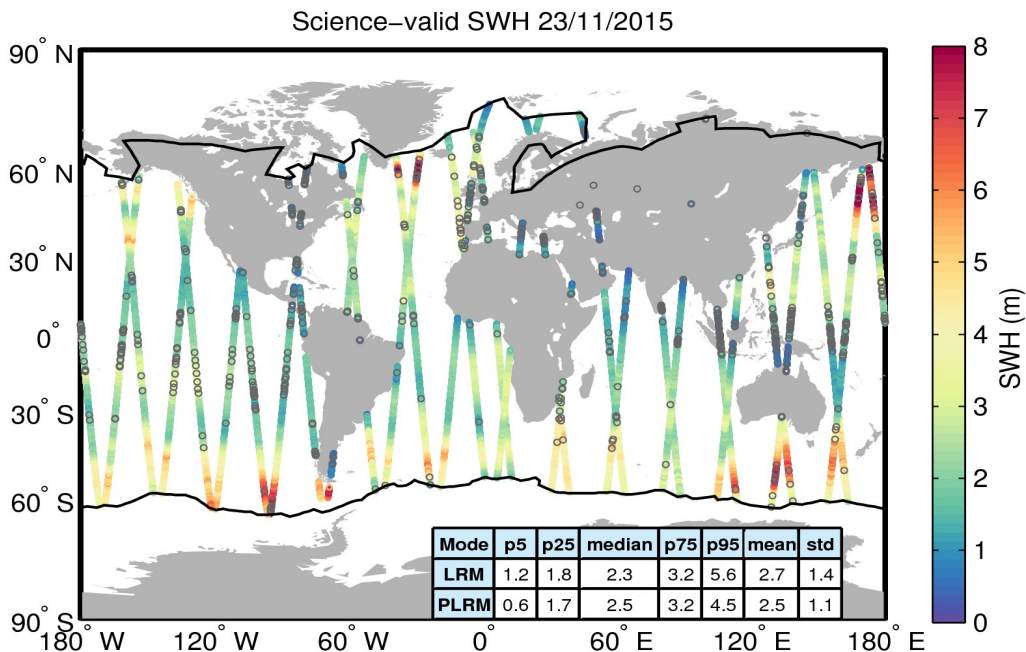 Science−valid SWH 23/11/2015
90° N
60° N
30° N
0°
30° S
60° S
90° S
180° W
120° W
60° W
0°
60° E
120° E
180° E
Mode p5 p25 median p75 p95 mean std
LRM 1.2 1.8 2.3 3.2 5.6 2.7 1.4
PLRM 0.6 1.7 2.5 3.2 4.5 2.5 1.1
8
7
6
5
4
3
2
1
0
SWH (m)